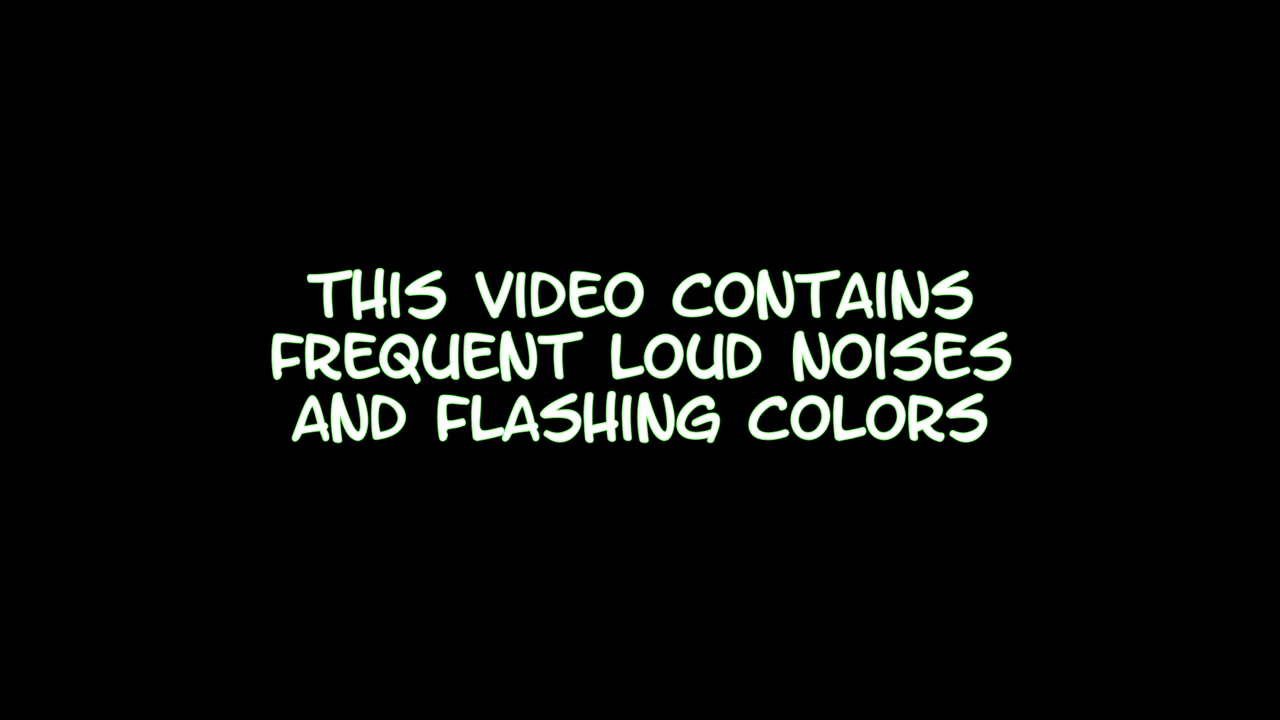 THIS VIDEO CONTAINS
FREQUENT LOUD NOISES
AND FLASHING COLORS